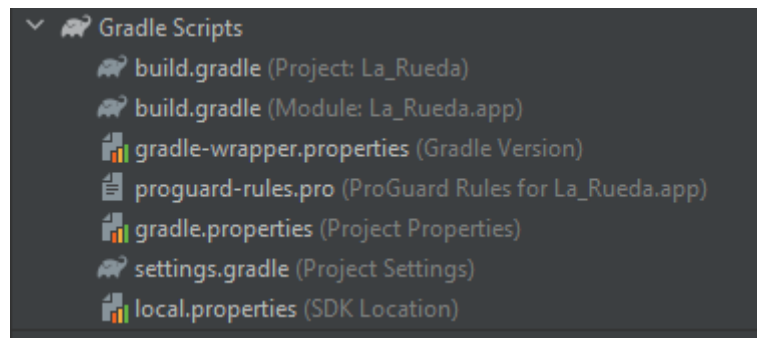 Gradle Scripts
build.gradle (Project: La_Rueda)
build.gradle (Module: La_Rueda.app)
gradle-wrapper.properties (Gradle Version)
proguard-rules.pro (ProGuard Rules for La_Rueda.app)
gradle.properties (Project Properties)
settings.gradle (Project Settings)
local.properties (SDK Location)